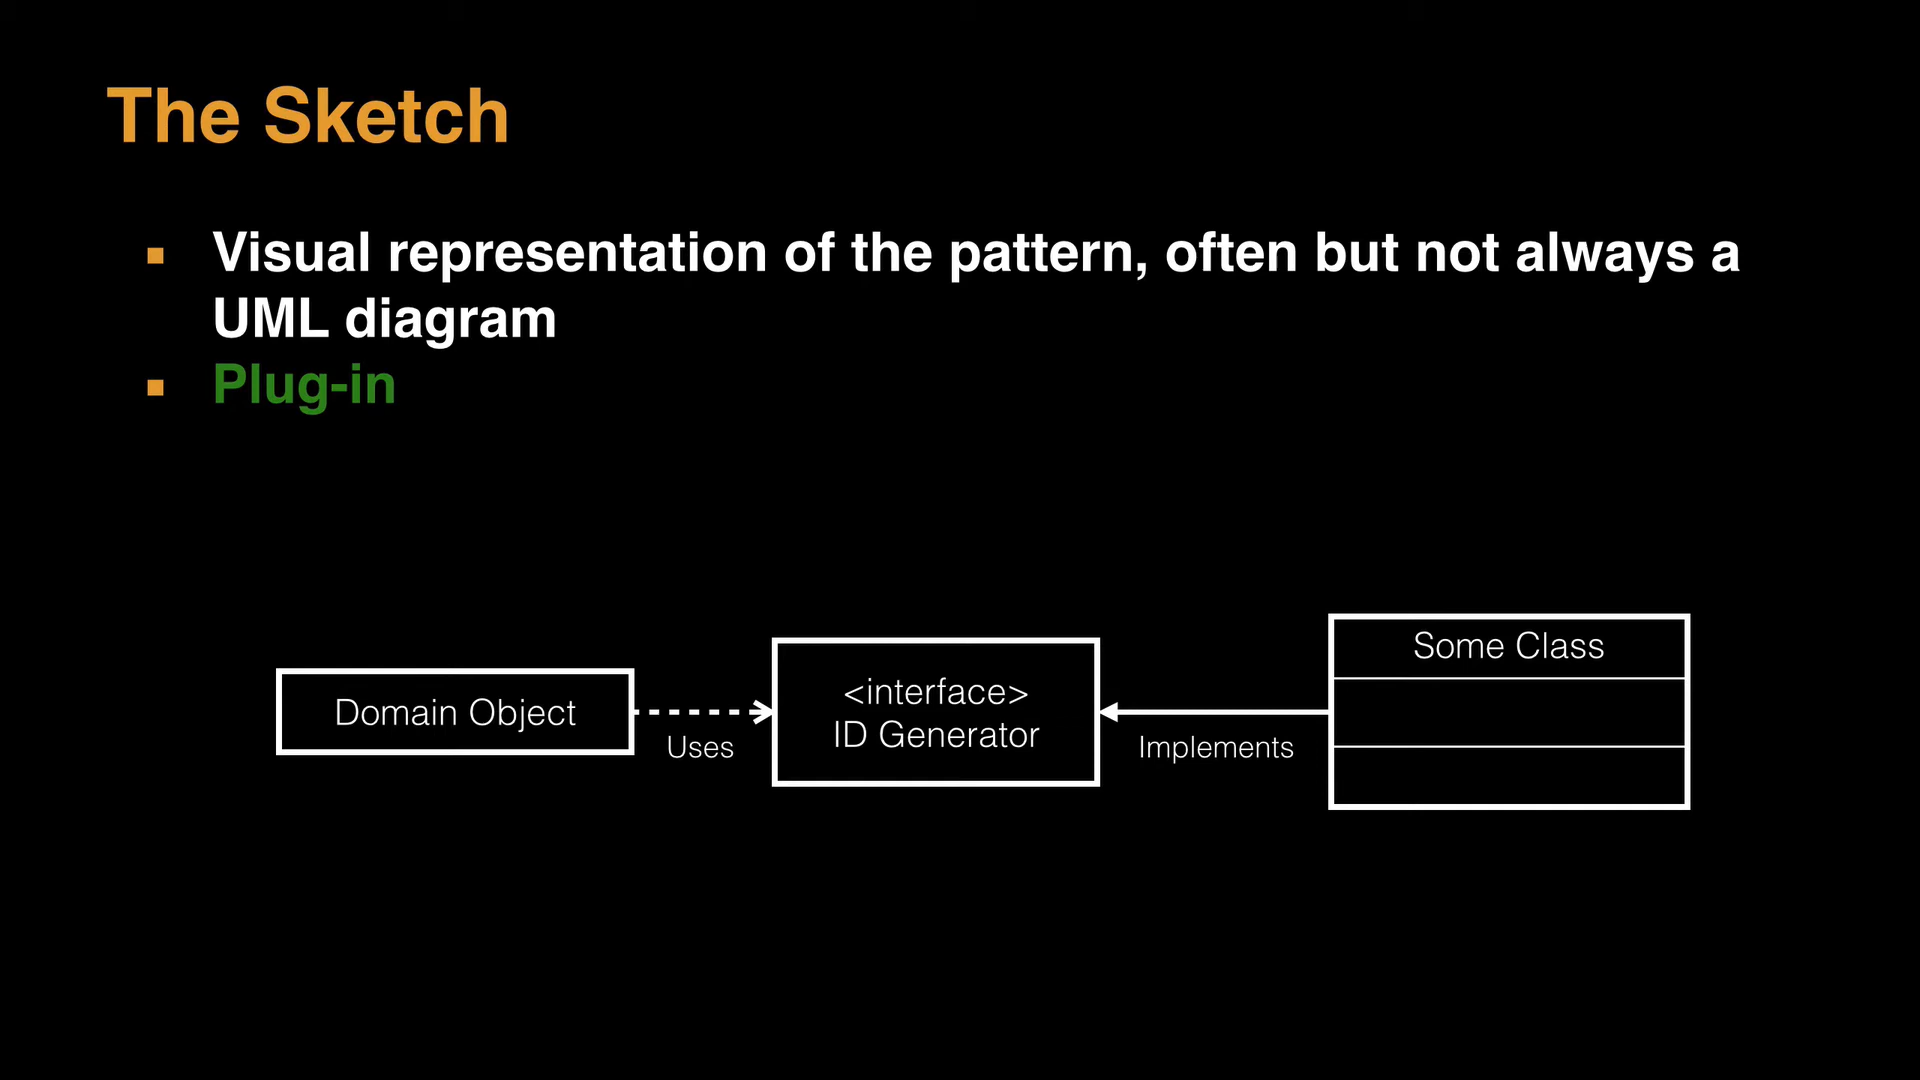 The Sketch
Visual representation of the pattern, often but not always a
UML diagram
Plug-in
Domain Object
Uses
<interface>
ID Generator
Implements
Some Class